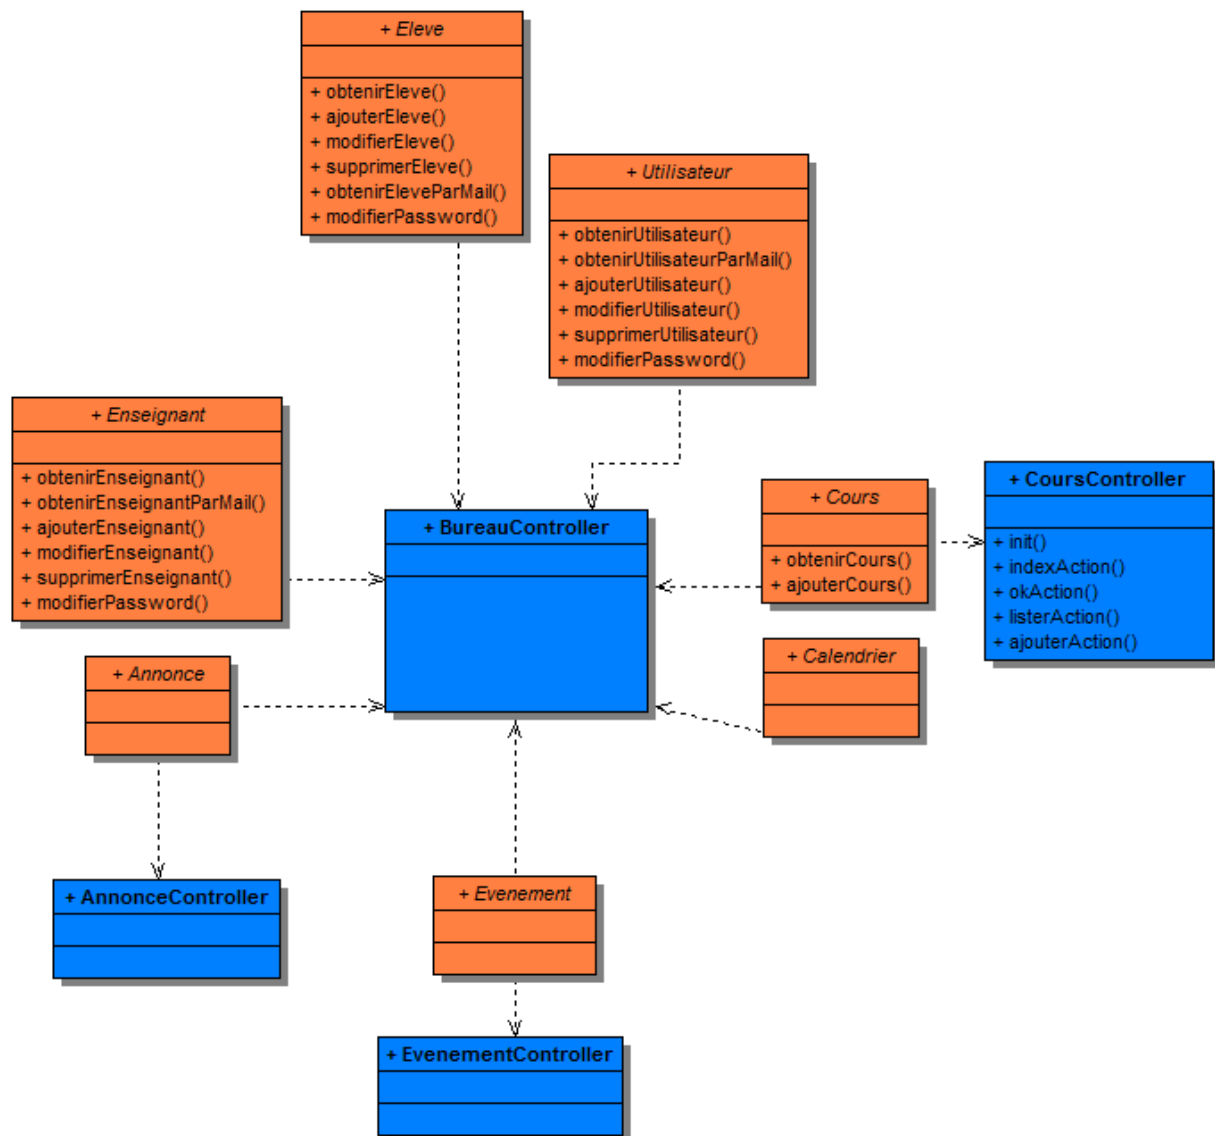 + Eleve
+ obtenirEleve()
+ ajouterEleve()
+ modifierEleve()
+ supprimerEleve()
+ obtenirEleveParMail()
+ modifierPassword()
+ Utilisateur
+ obtenirUtilisateur()
+ obtenirUtilisateurParMail()
+ ajouterUtilisateur()
+ modifierUtilisateur()
+ supprimerUtilisateur()
+ modifierPassword()
+ Enseignant
+ obtenirEnseignant()
+ obtenirEnseignantParMail()
+ ajouterEnseignant()
+ modifierEnseignant()
+ supprimerEnseignant()
+ modifierPassword()
+ BureauController
+ Cours
+ obtenirCours()
+ ajouterCours()
+ CoursController
+ init()
+ indexAction()
+ okAction()
+ listerAction()
+ ajouterAction()
+ Annonce
+ Calendrier
+ AnnonceController
+ Evenement
+ EvenementController